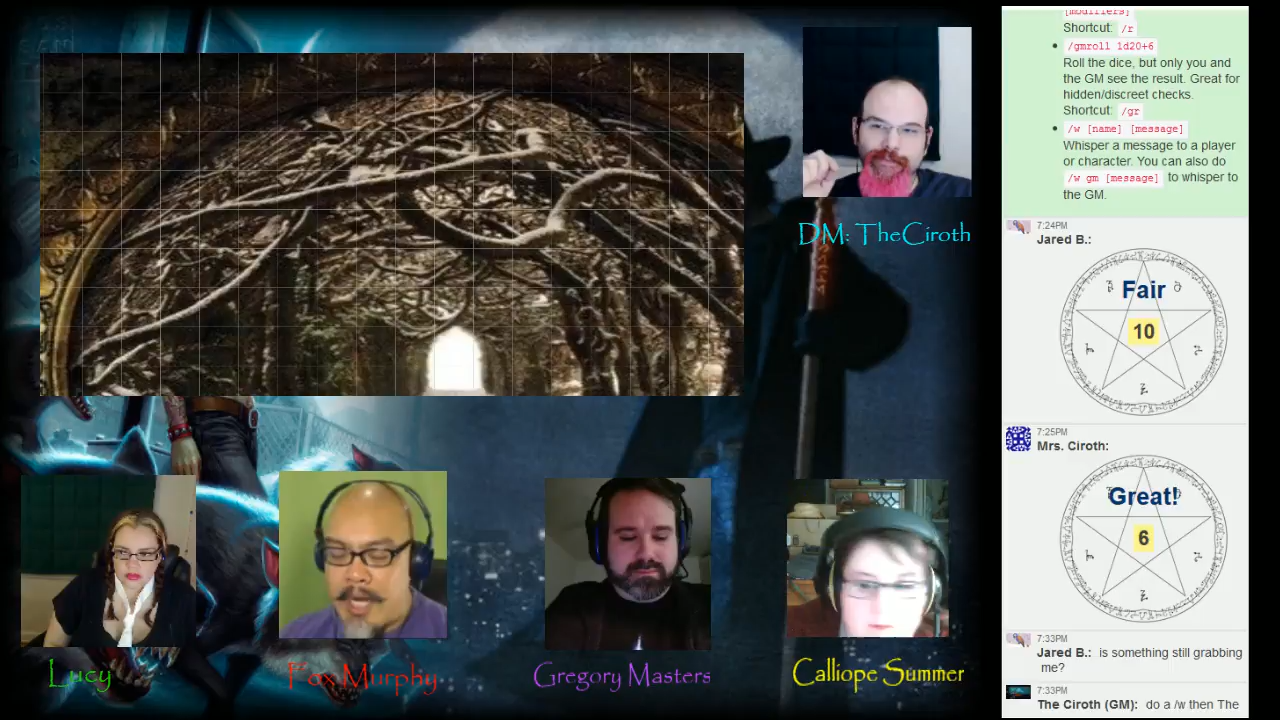 DM: TheCiroth
Lucy
Fox Murphy
Gregory Masters
Calliope Summer
[modifiers]
Shortcut: /r
/gmroll 1d20+6
Roll the dice, but only you and
the GM see the result. Great for
hidden/discreet checks.
Shortcut: /gr
/w [name] [message]
Whisper a message to a player
or character. You can also do
/w gm [message] to whisper to
the GM.
7:24PM
Jared B.:
Fair
10
7:25PM
Mrs. Ciroth:
Great!
6
7:33PM
Jared B.: is something still grabbing
me?
7:33PM
The Ciroth (GM): do a /w then The